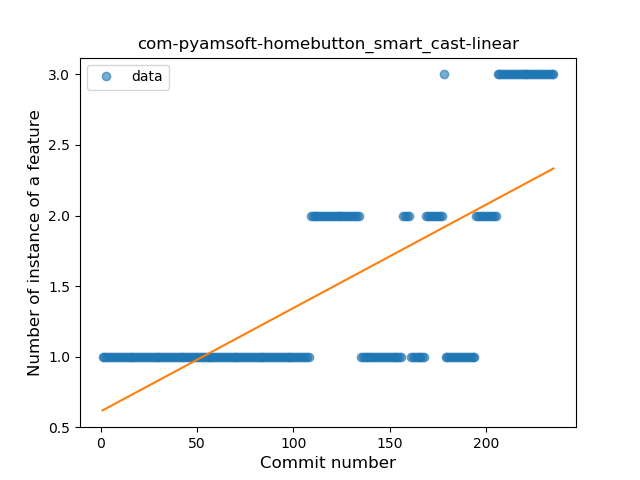 com-pyamsoft-homebutton_smart_cast-linear
data
Number of instance of a feature
3.0
2.5
2.0
1.5
1.0
0.5
0
50
100
150
200
Commit number